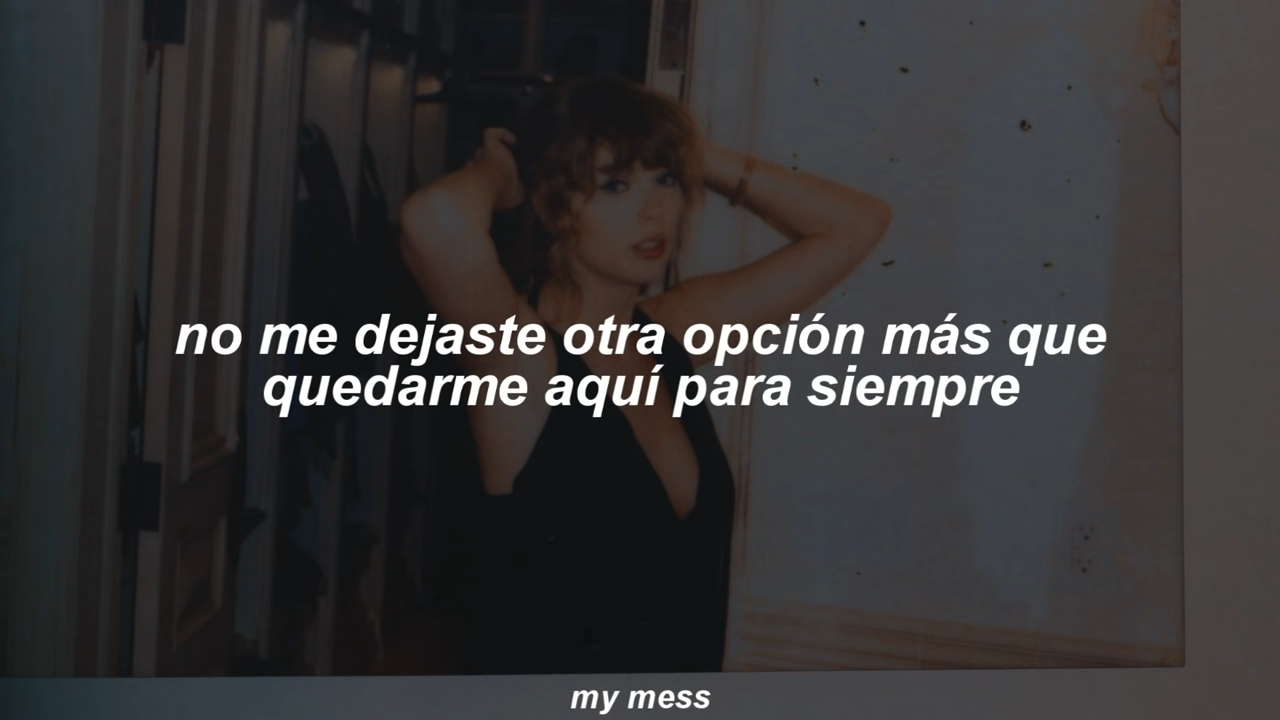 no me dejaste otra opción más que
quedarme aquí para siempre
my mess